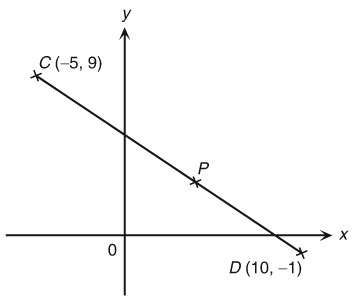 y
C (–5, 9)
P
x
0
D (10, –1)